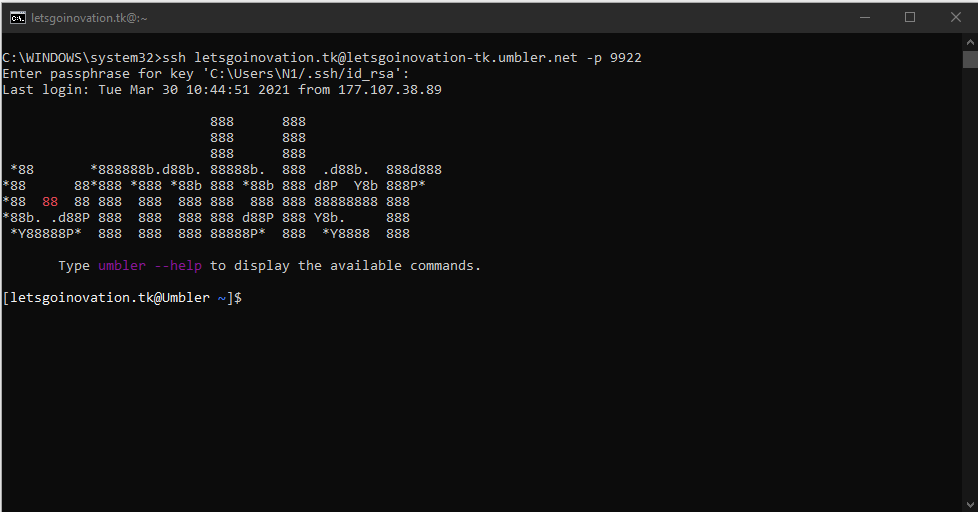 letsgoinovation.tk@:~
C:\WINDOWS\system32>ssh letsgoinovation.tk@letsgoinovation-tk.umbler.net -p 9922
Enter passphrase for key 'C:\Users\N1/.ssh/id_rsa':
Last login: Tue Mar 30 10:44:51 2021 from 177.107.38.89
                          888      888
                          888      888
                          888      888
 *88       *888888b.d88b. 88888b.  888  .d88b.  888d888
*88      88*888 *888 *88b 888 *88b 888 d8P  Y8b 888P*
*88  88  88 888  888  888 888  888 888 88888888 888
*88b. .d88P 888  888  888 888 d88P 888 Y8b.     888
 *Y88888P*  888  888  888 88888P*  888  *Y8888  888
       Type umbler --help to display the available commands.
[letsgoinovation.tk@Umbler ~]$